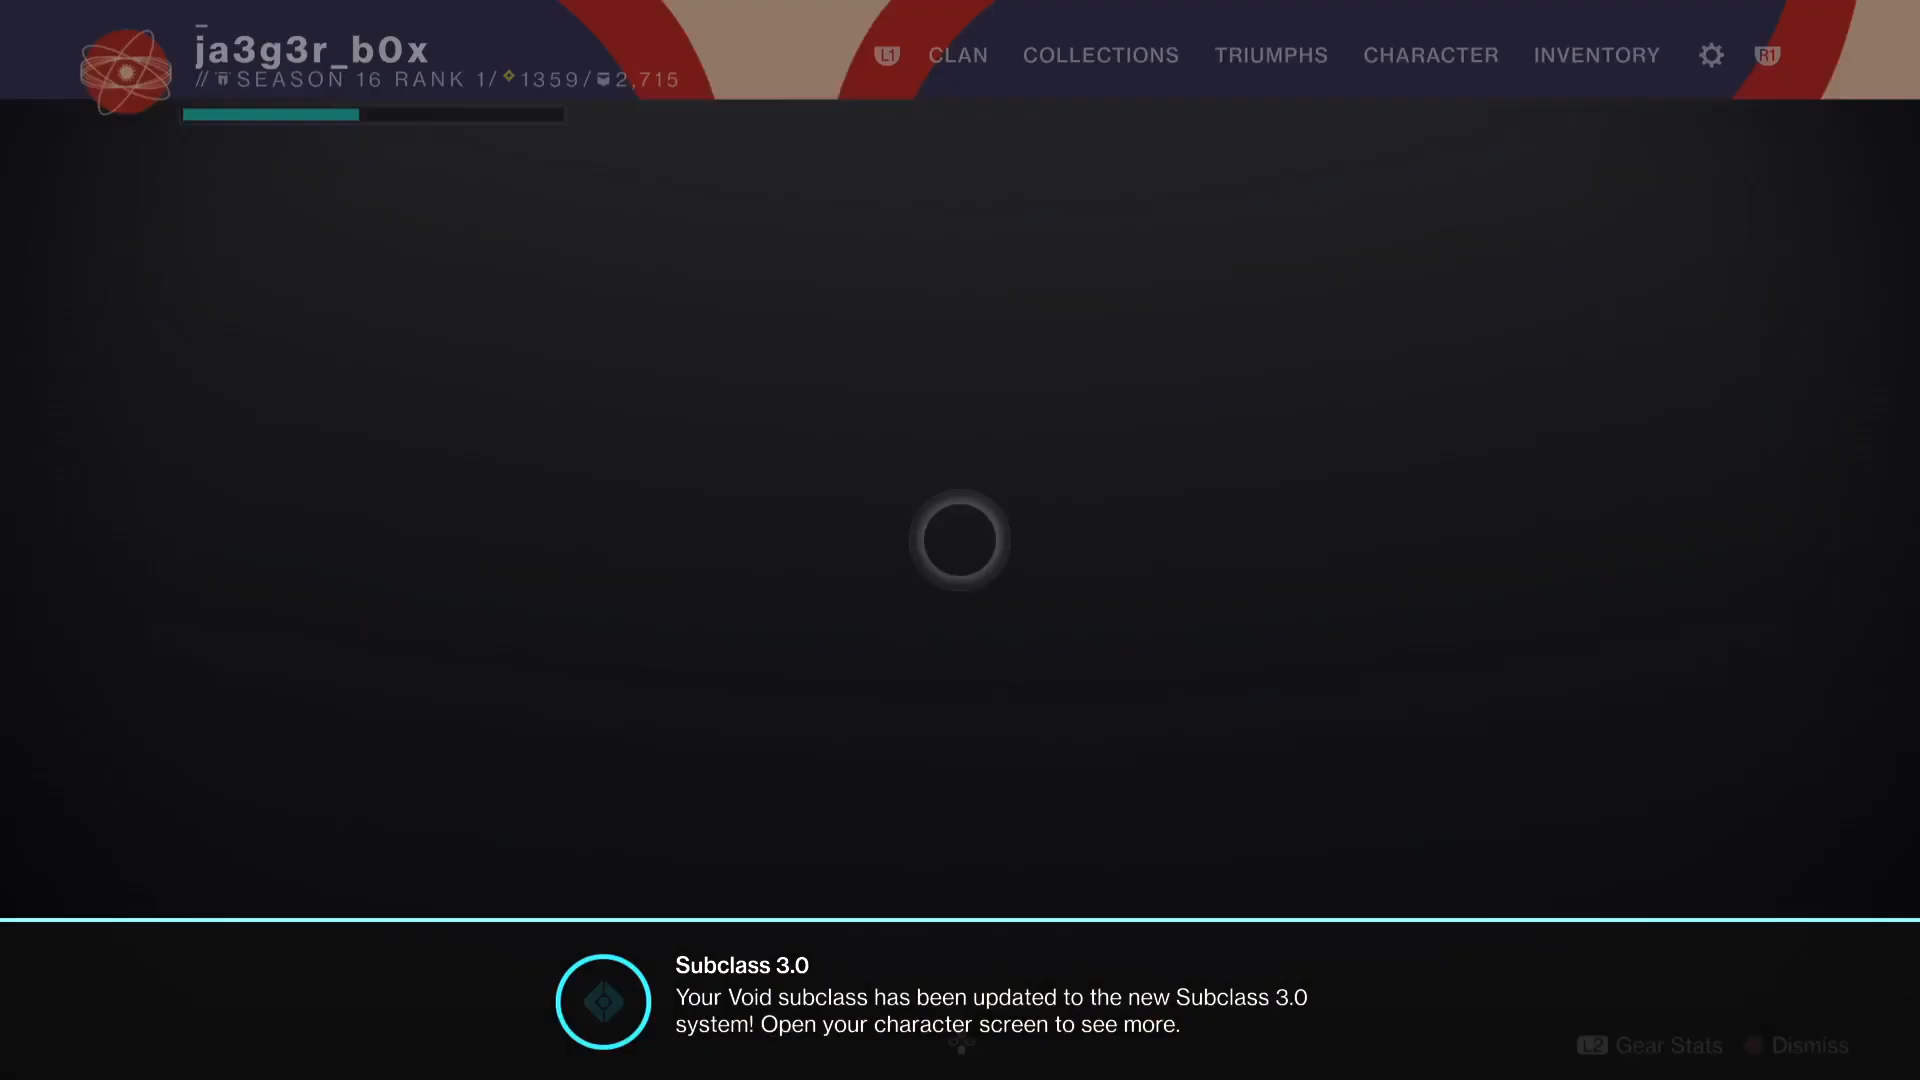 ja3g3r_b0x
// SEASON 16 RANK 1/ 1359/ 2,715
L1 CLAN COLLECTIONS TRIUMPHS CHARACTER INVENTORY R1
Subclass 3.0
Your Void subclass has been updated to the new Subclass 3.0
system! Open your character screen to see more.
L2 Gear Stats Dismiss